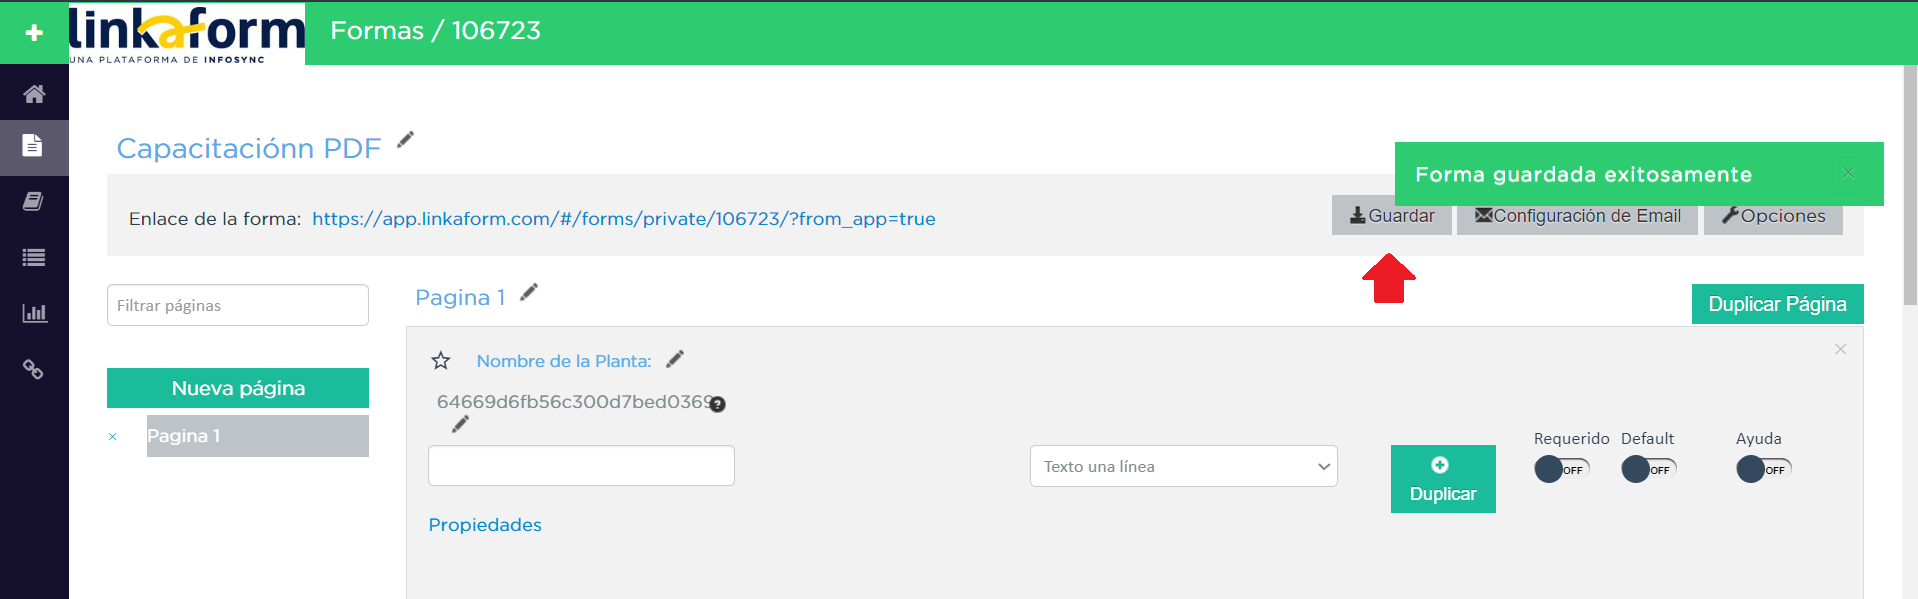 linkaform
UNA PLATAFORMA DE INFOSYNC
Formas / 106723
Capacitaciónn PDF
Forma guardada exitosamente
Enlace de la forma: https://app.linkaform.com/#/forms/private/106723/?from_app=true
Guardar
Configuración de Email
Opciones
Filtrar páginas
Pagina 1
Duplicar Página
Nombre de la Planta:
Nueva página
64669d6fb56c300d7bed0369
Pagina 1
Requerido Default Ayuda
Texto una línea
OFF OFF OFF
Duplicar
Propiedades